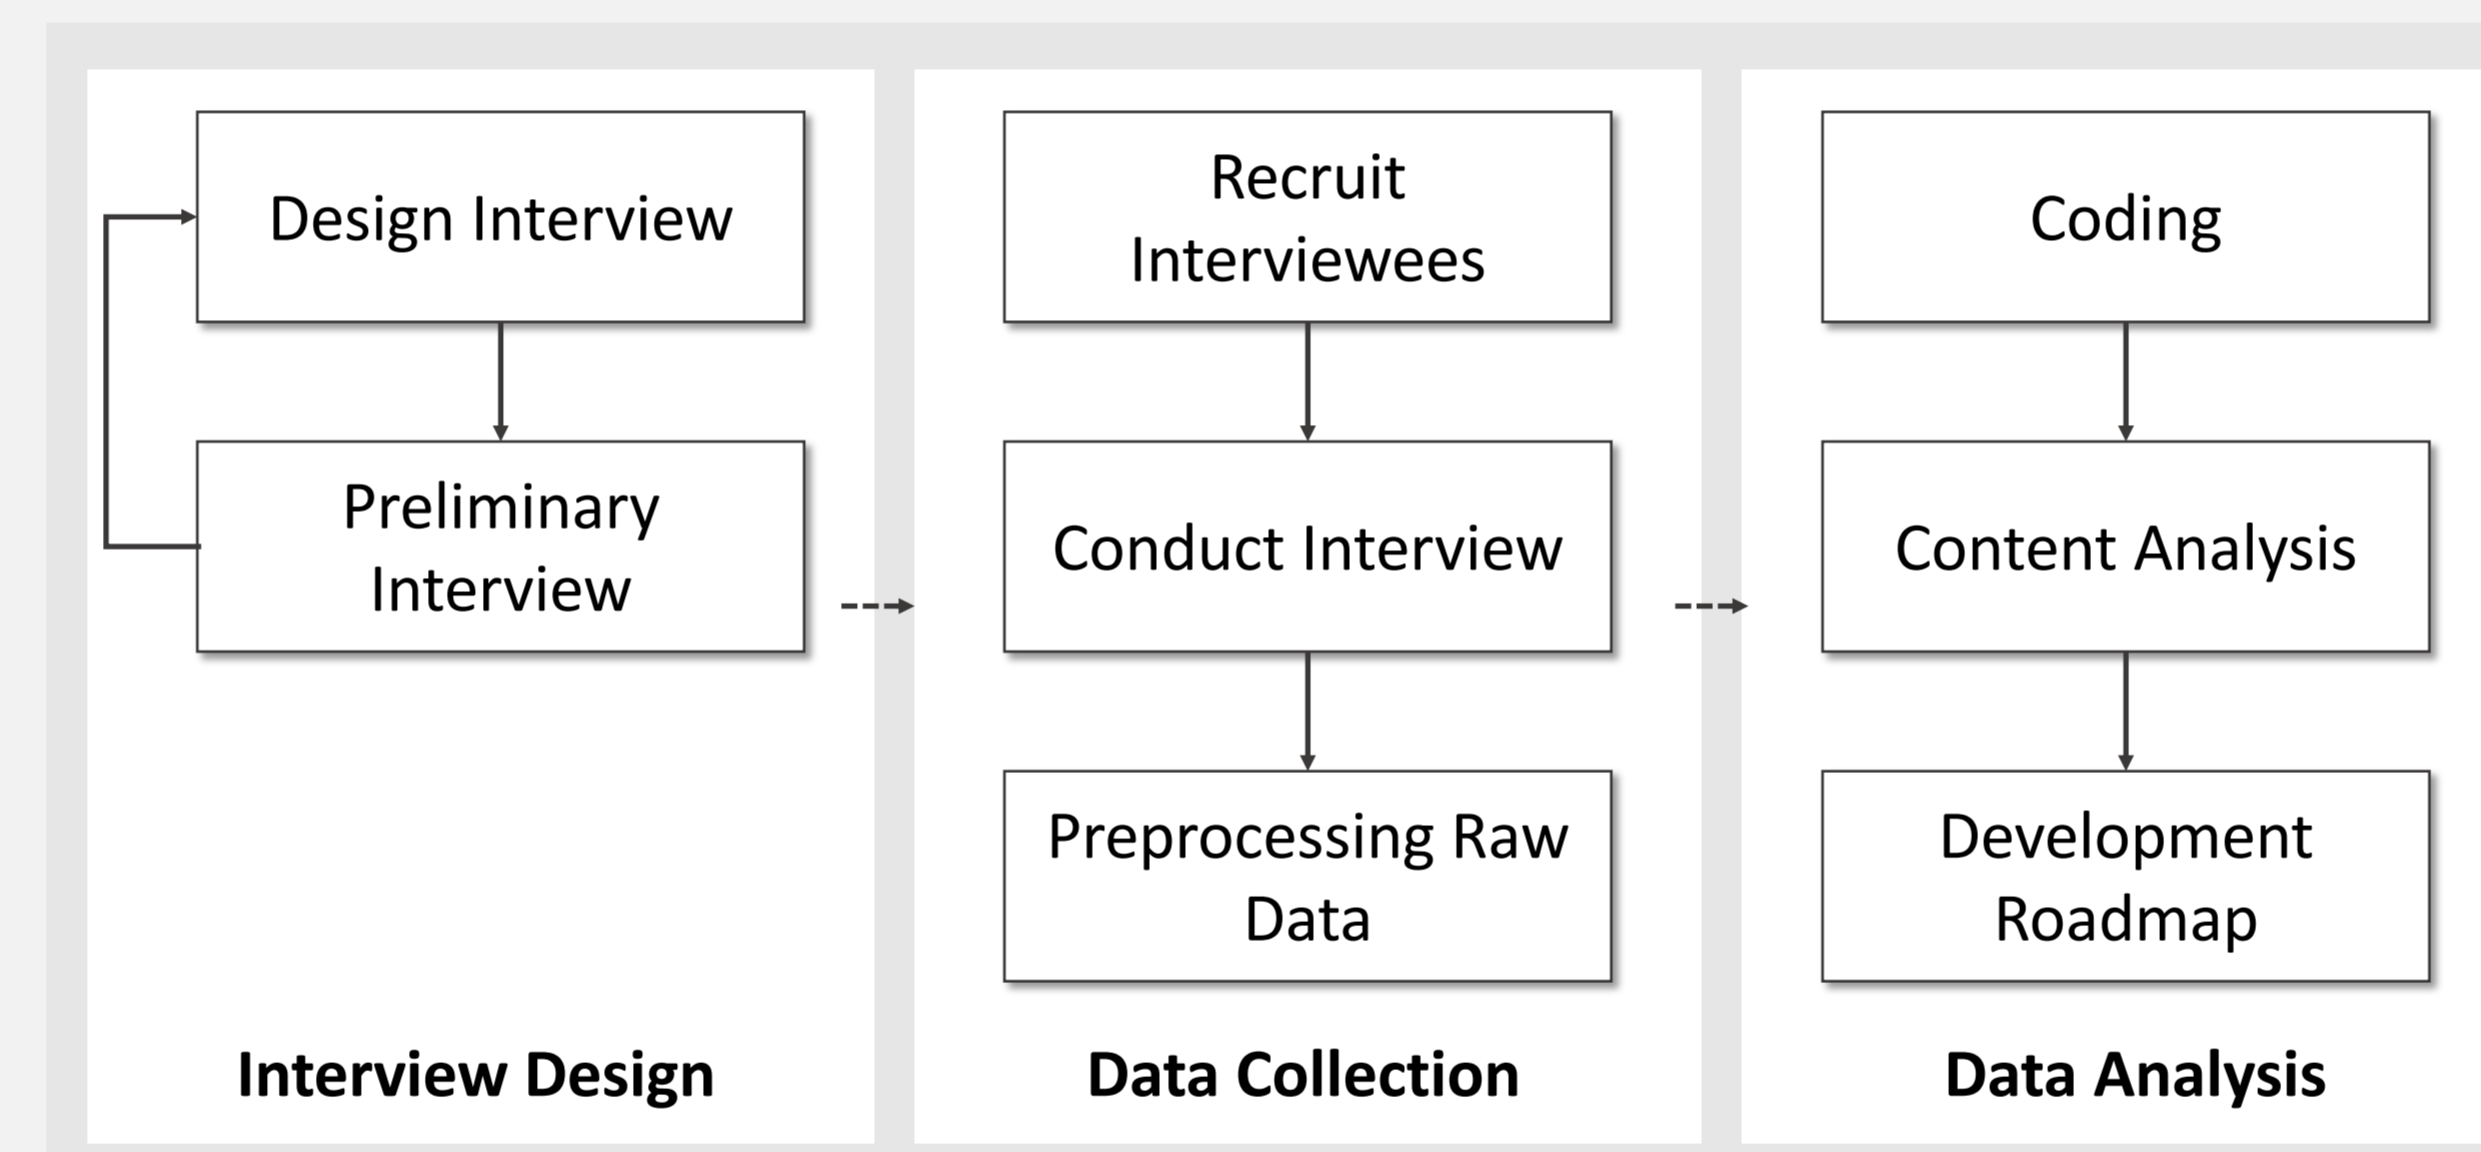 Design Interview
Preliminary
Interview
Interview Design
Recruit
Interviewees
Conduct Interview
Preprocessing Raw
Data
Data Collection
Coding
Content Analysis
Development
Roadmap
Data Analysis